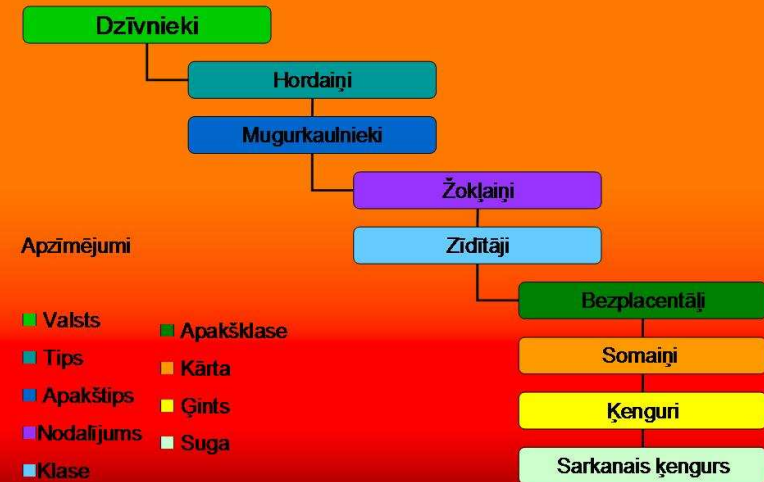 Dzīvnieki
Hordaiņi
Mugurkaulnieki
Žokļaiņi
Zīdītāji
Bezplacentāļi
Somaiņi
Ķenguri
Sarkanais ķengurs
Apzīmējumi
Valsts
Tips
Apakštips
Nodalījums
Klase
Apakšklase
Kārta
Ģints
Suga